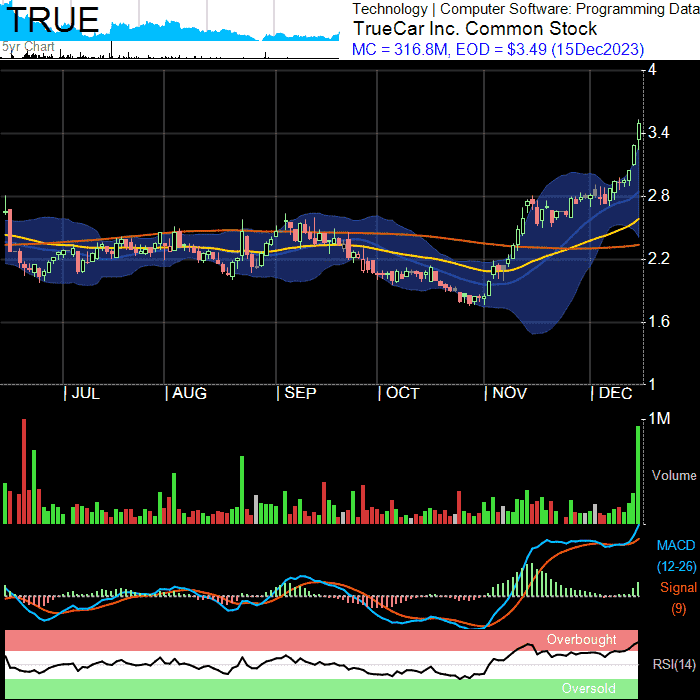 TRUE
5yr Chart
Technology | Computer Software: Programming Data
TrueCar Inc. Common Stock
MC = 316.8M, EOD = $3.49 (15Dec2023)
4
3.4
2.8
2.2
1.6
1
| JUL | AUG | SEP | OCT | NOV | DEC
1M
Volume
MACD
(12-26)
Signal
(9)
Overbought
RSI(14)
Oversold